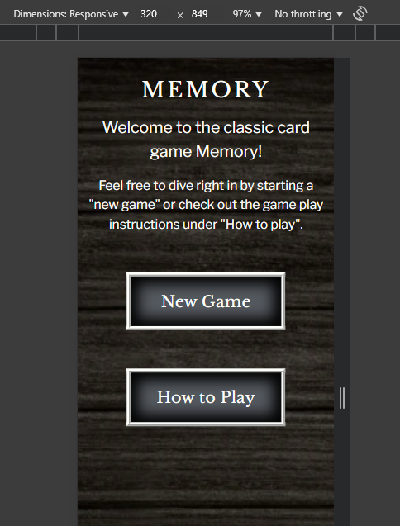 Dimensions: Responsive ▼ 320 x 849 97% ▼ No throttling ▼
MEMORY
Welcome to the classic card
game Memory!
Feel free to dive right in by starting a
"new game" or check out the game play
instructions under "How to play".
New Game
How to Play